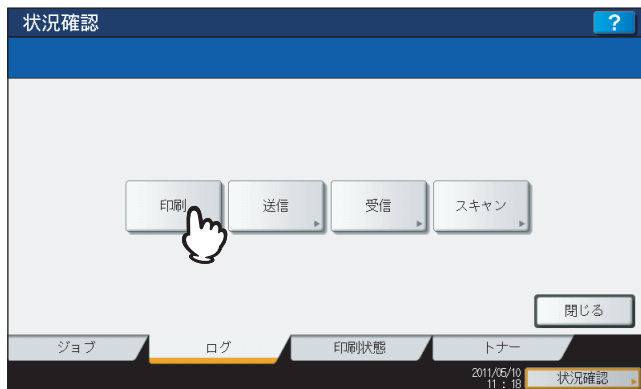 状況確認
?
印刷
送信
受信
スキャン
閉じる
ジョブ
ログ
印刷状態
トナー
2011/05/10
11 : 18
状況確認